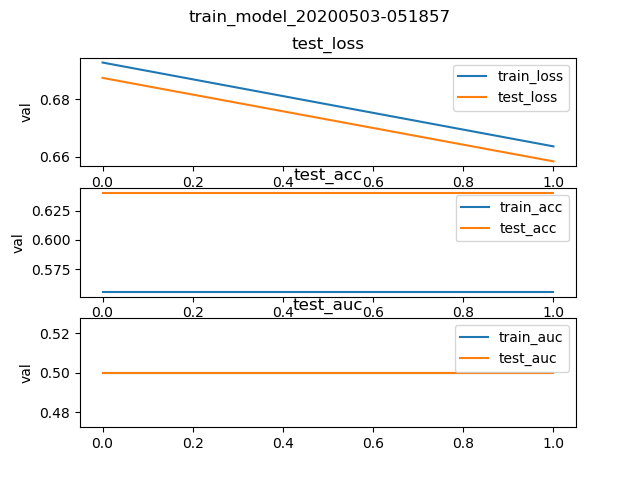 train_model_20200503-051857
test_loss
train_loss
test_loss
0.68
0.66
val
0.0 0.2 0.4 0.6 0.8 1.0
test_acc
train_acc
test_acc
0.625
0.600
0.575
val
0.0 0.2 0.4 0.6 0.8 1.0
test_auc
train_auc
test_auc
0.52
0.50
0.48
val
0.0 0.2 0.4 0.6 0.8 1.0